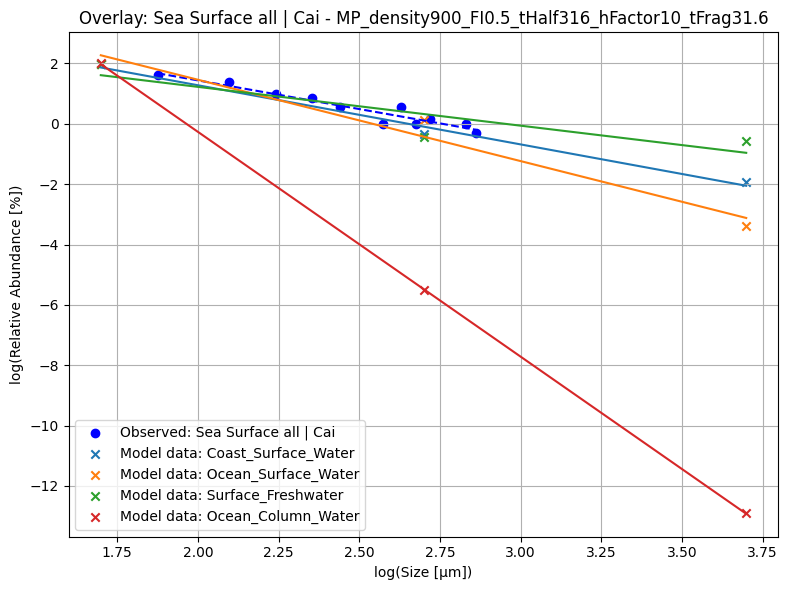 Overlay: Sea Surface all | Cai - MP_density900_FI0.5_tHalf316_hFactor10_tFrag31.6
log(Relative Abundance [%])
2
0
−2
−4
−6
−8
−10
−12
Observed: Sea Surface all | Cai
Model data: Coast_Surface_Water
Model data: Ocean_Surface_Water
Model data: Surface_Freshwater
Model data: Ocean_Column_Water
1.75
2.00
2.25
2.50
2.75
3.00
3.25
3.50
3.75
log(Size [μm])